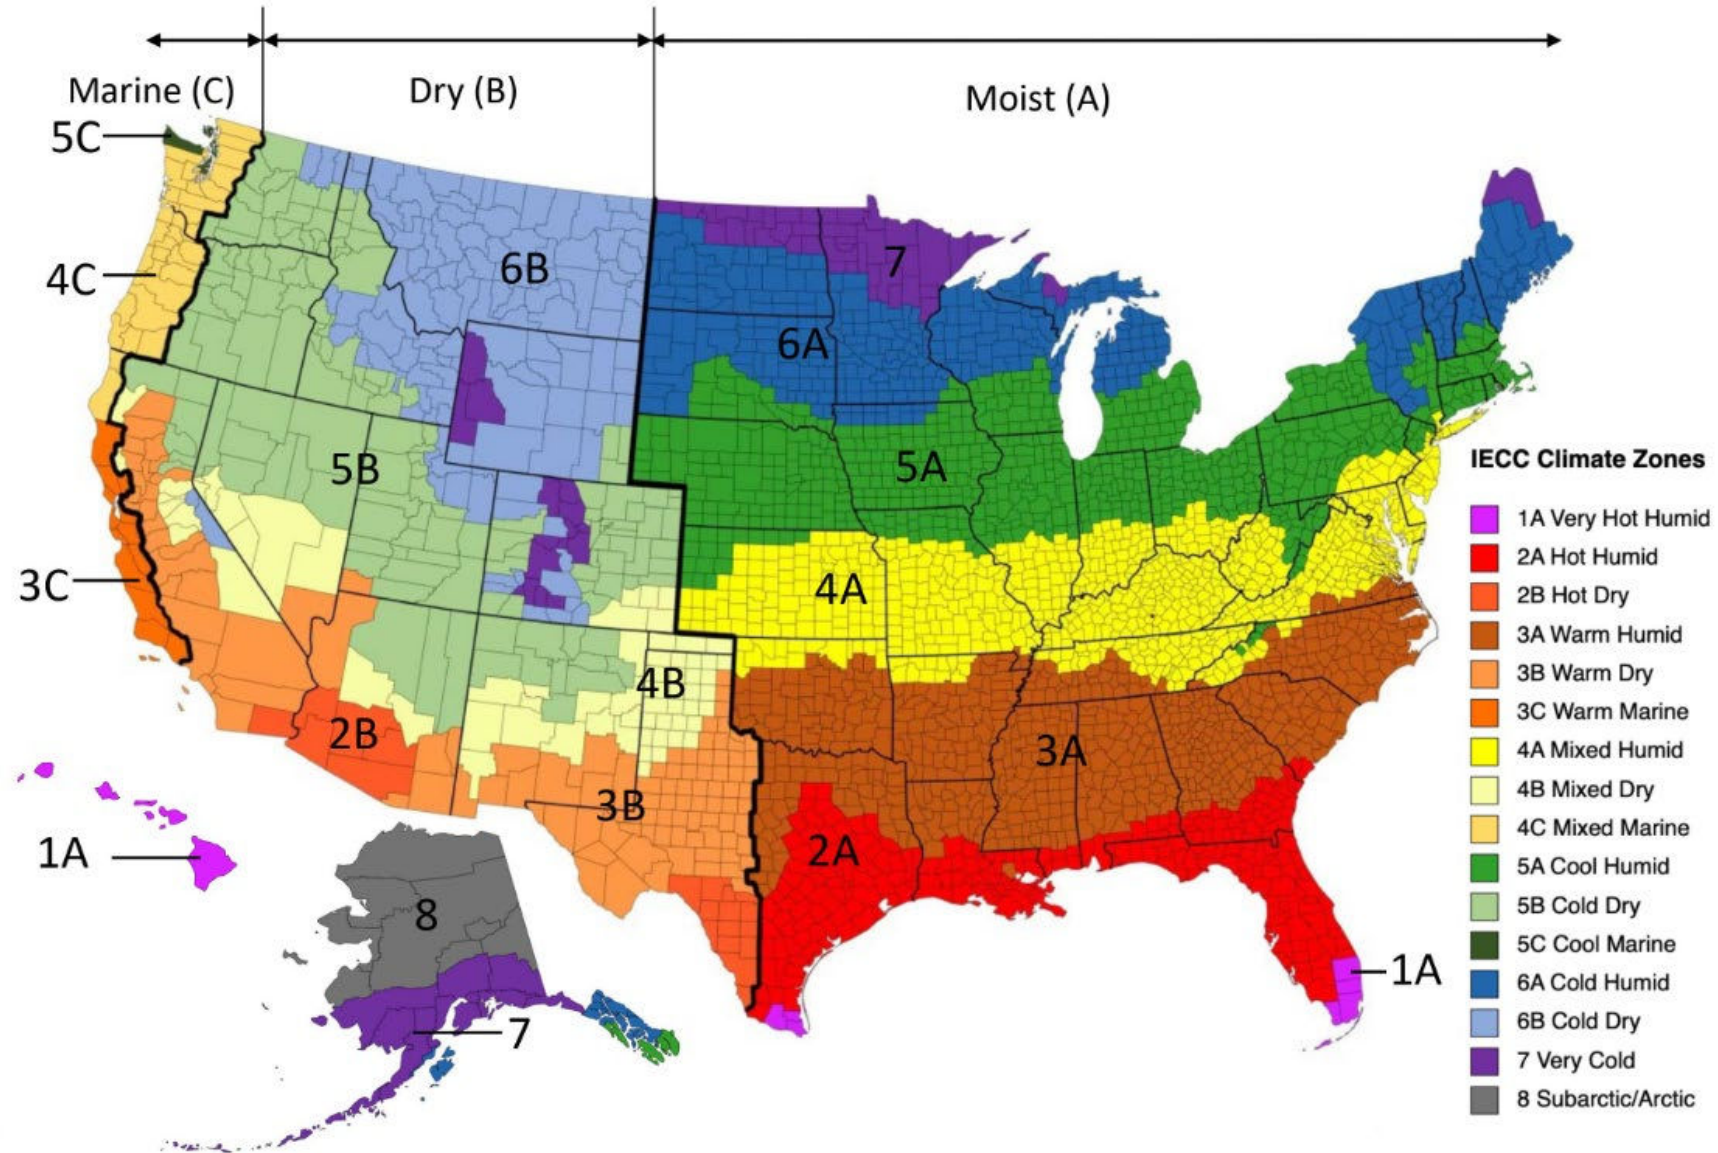 Marine (C)
Dry (B)
Moist (A)
5C
4C
3C
6B
7
6A
5B
5A
4A
4B
2B
3A
3B
2A
1A
8
7
1A
IECC Climate Zones
1A Very Hot Humid
2A Hot Humid
2B Hot Dry
3A Warm Humid
3B Warm Dry
3C Warm Marine
4A Mixed Humid
4B Mixed Dry
4C Mixed Marine
5A Cool Humid
5B Cold Dry
5C Cool Marine
6A Cold Humid
6B Cold Dry
7 Very Cold
8 Subarctic/Arctic